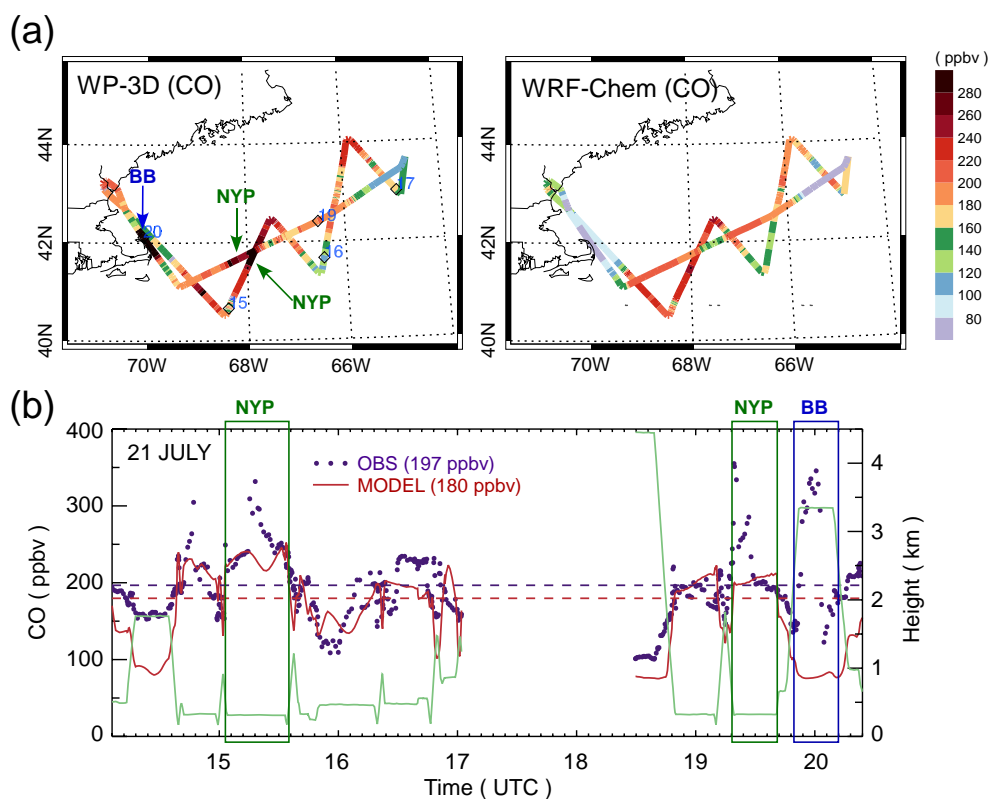 (a)
WP-3D (CO)
WRF-Chem (CO)
( ppbv )
280
260
240
220
200
180
160
140
120
100
80
44N
42N
40N
BB
NYP
NYP
20
19
17
16
15
70W 68W 66W
70W 68W 66W
(b)
NYP NYP BB
21 JULY
OBS (197 ppbv)
MODEL (180 ppbv)
CO ( ppbv)
400
300
200
100
0
Height ( km)
4
3
2
1
0
15 16 17 18 19 20
Time ( UTC )